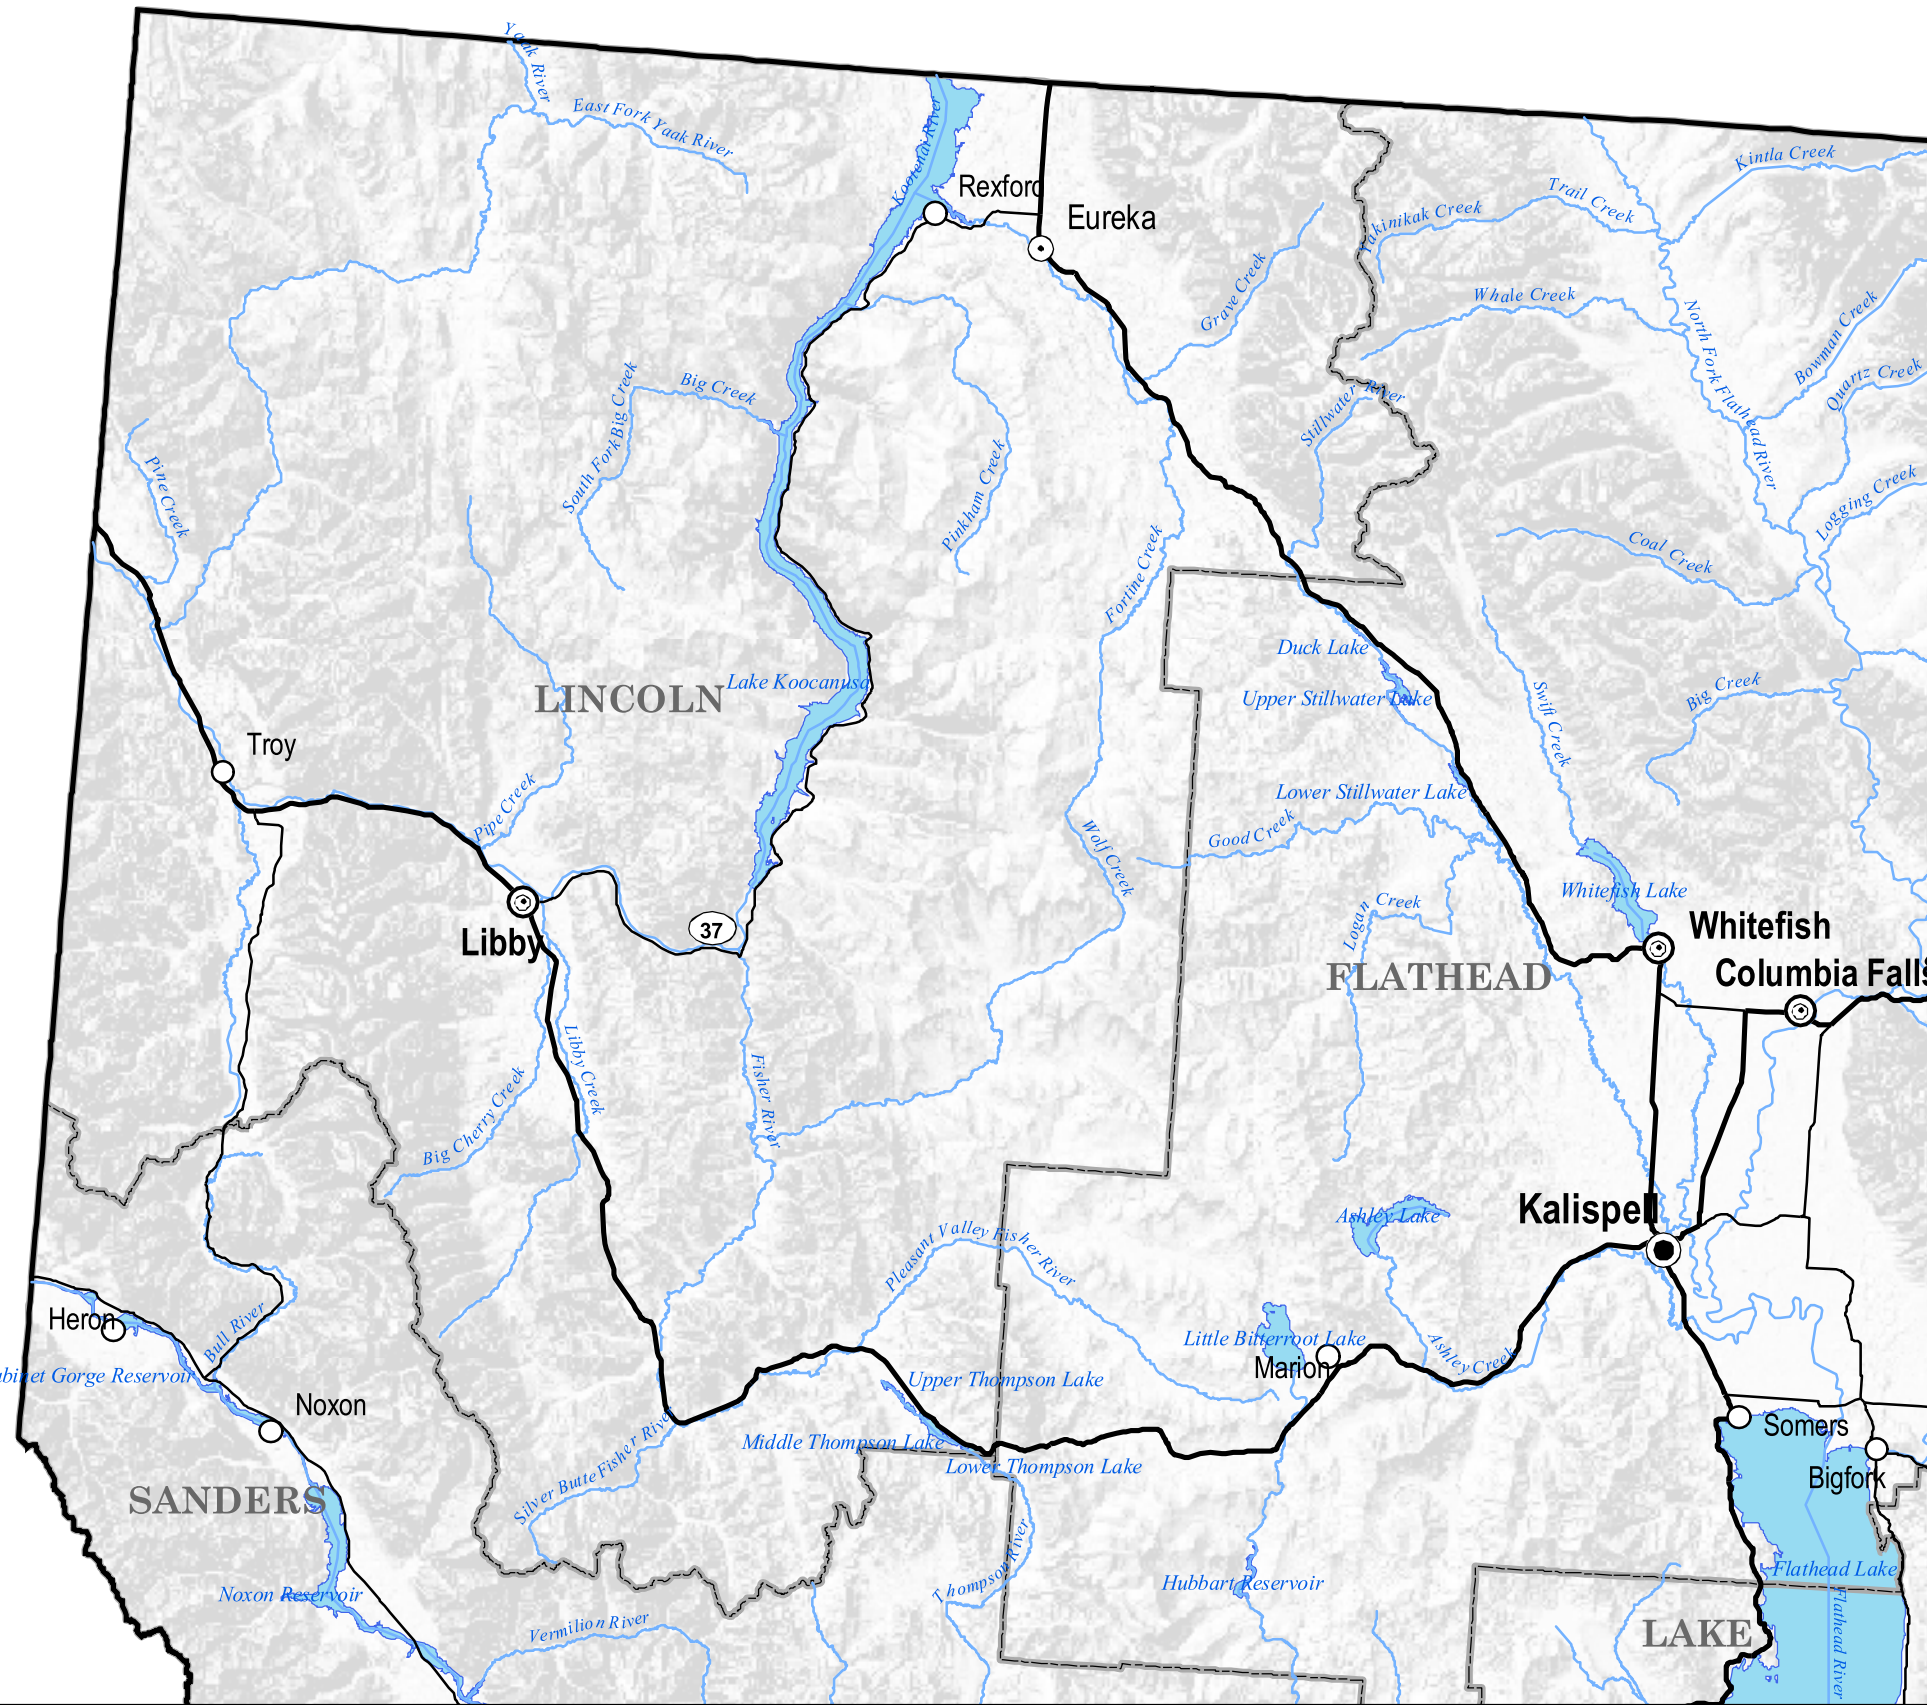 Yaak River
East Fork Yaak River
Kootenai River
Rexford
Eureka
Kintla Creek
Trail Creek
Yakinikak Creek
Whale Creek
Grave Creek
North Fork Flathead River
Bowman Creek
Quartz Creek
Stillwater River
South Fork Big Creek
Big Creek
Pine Creek
Pinkham Creek
Fortine Creek
Logging Creek
Coal Creek
Duck Lake
Lake Koocanusa
LINCOLN
Upper Stillwater Lake
Swift Creek
Big Creek
Troy
Pipe Creek
Lower Stillwater Lake
Good Creek
Wolf Creek
Whitefish Lake
Logan Creek
37
Libby
Whitefish
FLATHEAD
Columbia Falls
Libby Creek
Big Cherry Creek
Fisher River
Ashley Lake
Kalispell
Pleasant Valley Fisher River
Heron
Bull River
Little Bitterroot Lake
Marion
Ashley Creek
abinet Gorge Reservoir
Upper Thompson Lake
Noxon
Somers
Middle Thompson Lake
Lower Thompson Lake
Bigfork
Silver Butte Fisher River
SANDERS
Thompson River
Flathead Lake
Hubbart Reservoir
Noxon Reservoir
Vermilion River
LAKE
Flathead River